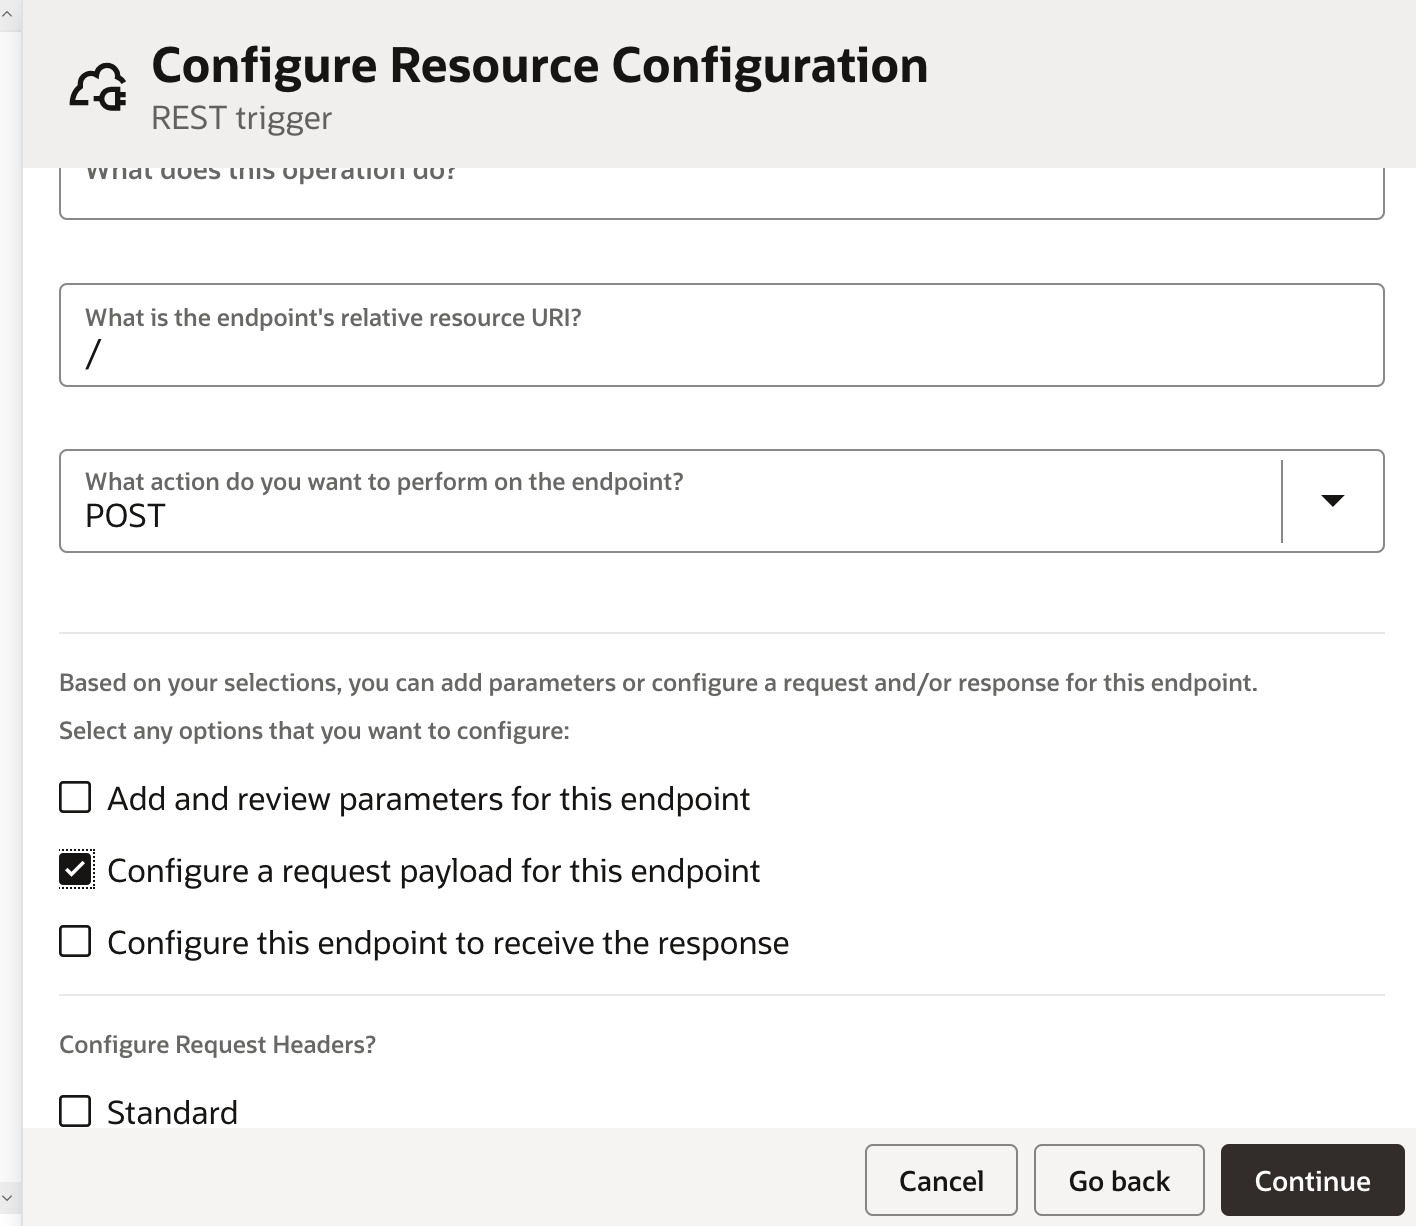 Configure Resource Configuration
REST trigger
What does this operation do?
What is the endpoint's relative resource URI?
/
What action do you want to perform on the endpoint?
POST
Based on your selections, you can add parameters or configure a request and/or response for this endpoint.
Select any options that you want to configure:
Add and review parameters for this endpoint
Configure a request payload for this endpoint
Configure this endpoint to receive the response
Configure Request Headers?
Standard
Cancel
Go back
Continue